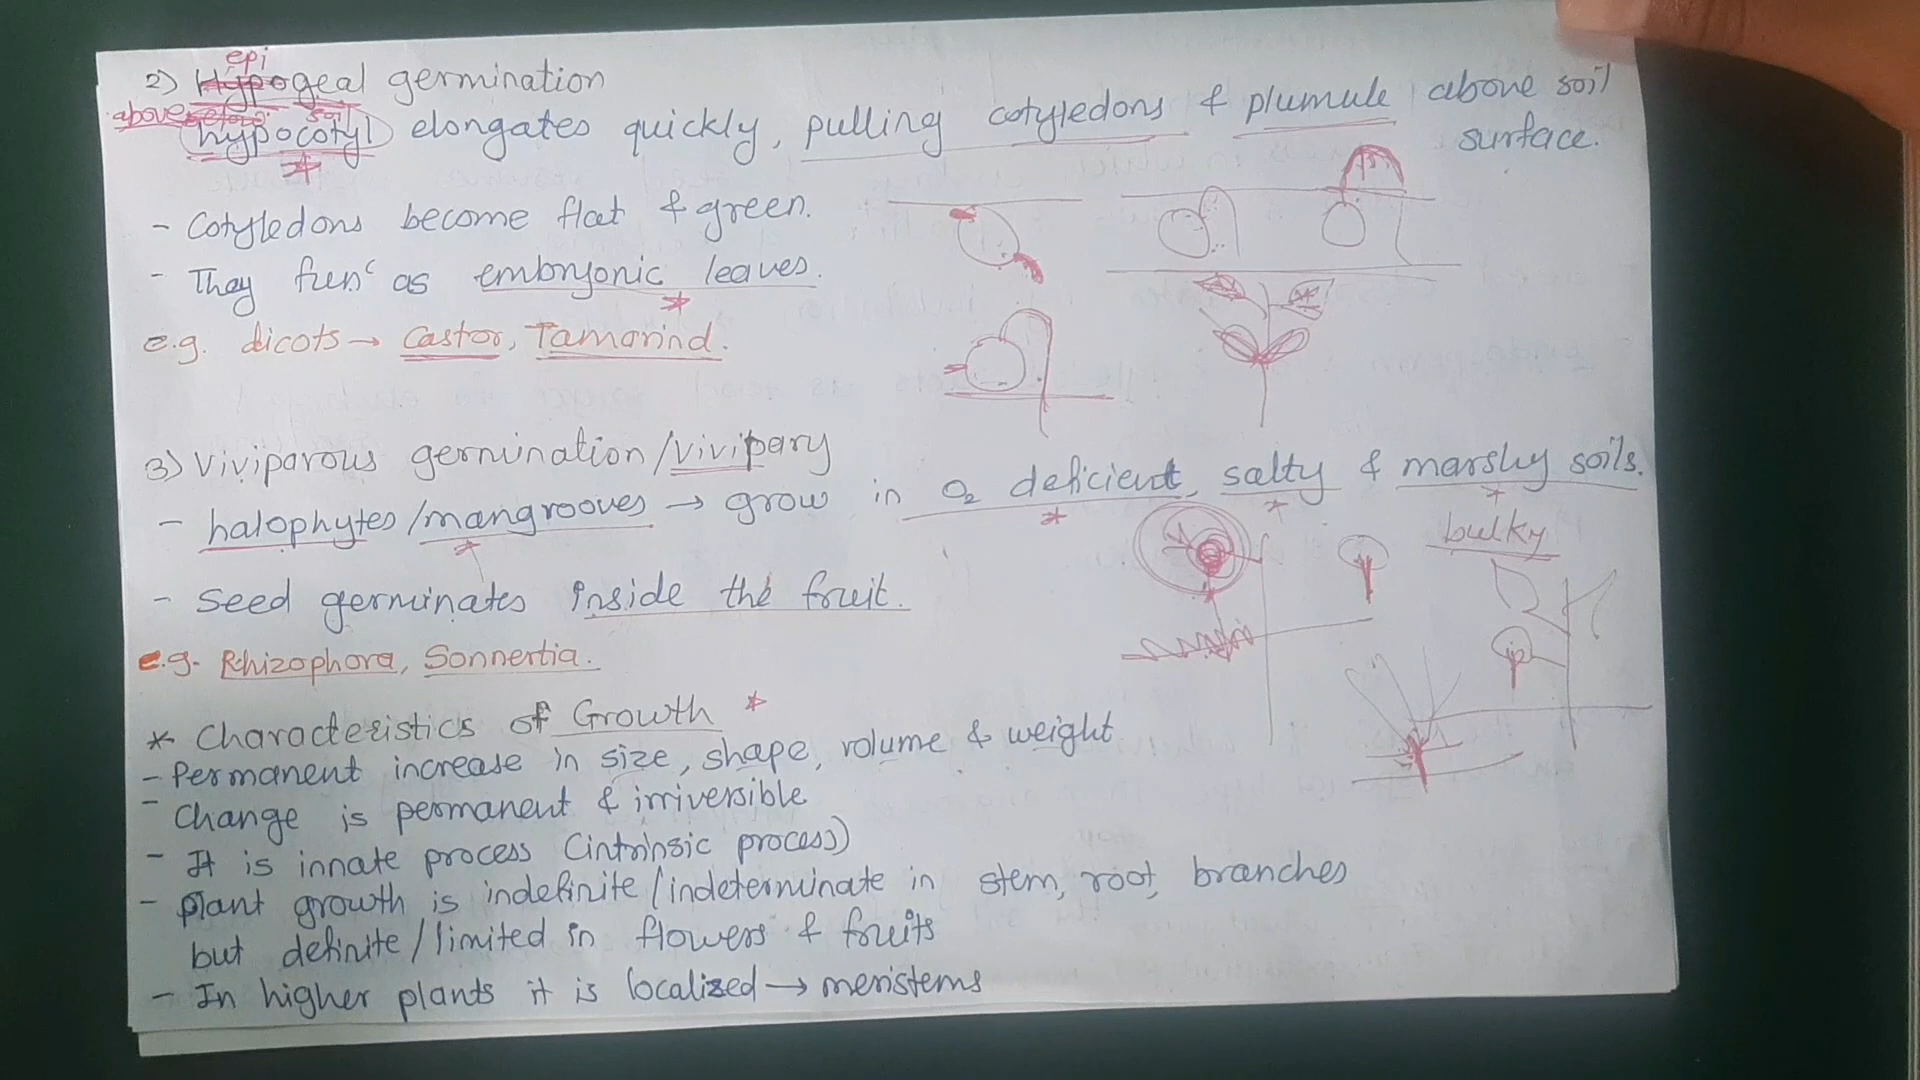 epi
2) Hypogeal germination
above soil
hypocotyl elongates quickly, pulling cotyledons & plumule above soil
surface.
- Cotyledons become flat & green.
- They funᶜ as embryonic leaves.
e.g. dicots → Castor, Tamarind.
3) Viviparous germination/vivipary
- halophytes/mangrooves → grow in O₂ deficient, salty & marshy soils.
bulky
- Seed germinates inside the fruit.
e.g. Rhizophora, Sonnertia.
* Characteristics of Growth *
- Permanent increase in size, shape, volume & weight
- Change is permanent & irriversible
- It is innate process (intrinsic process)
- plant growth is indefinite/indeterminate in stem, root, branches
but definite/limited in flowers & fruits
- In higher plants it is localized → meristems